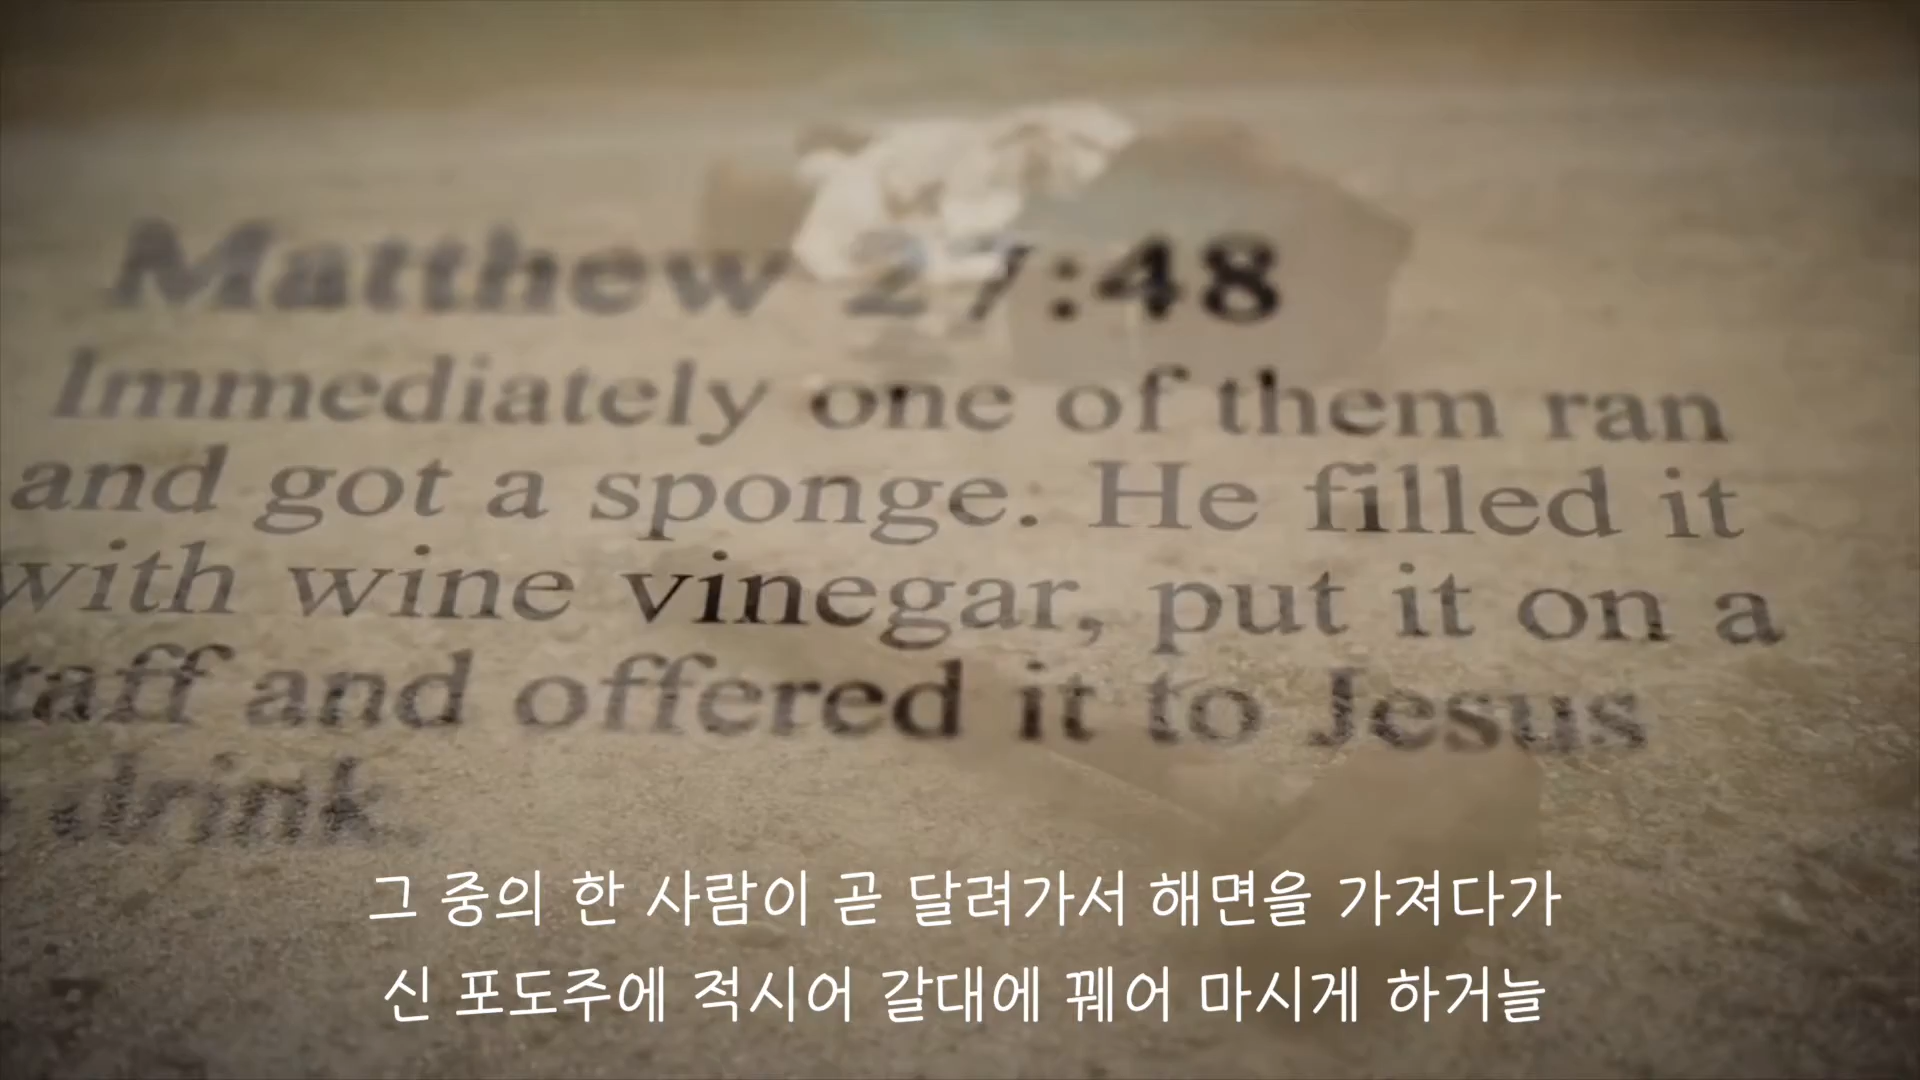 Matthew 27:48
Immediately one of them ran
and got a sponge. He filled it
with wine vinegar, put it on a
taff and offered it to Jesus
drink.
그 중의 한 사람이 곧 달려가서 해면을 가져다가
신 포도주에 적시어 갈대에 꿰어 마시게 하거늘